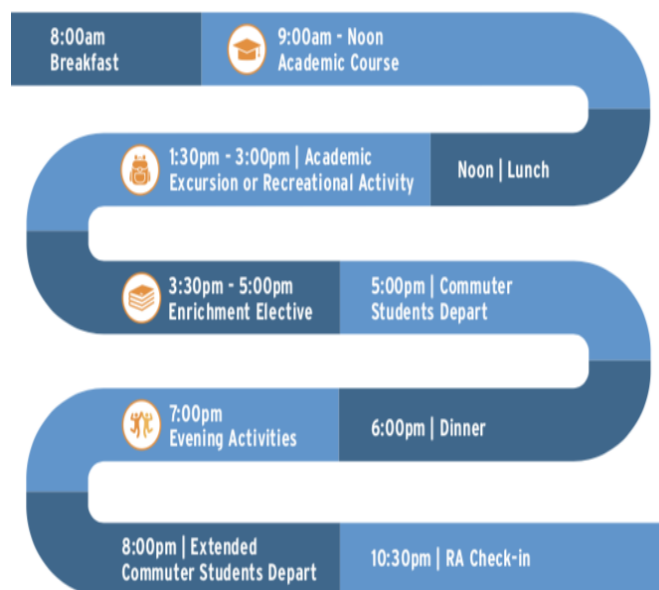 8:00am
Breakfast
9:00am - Noon
Academic Course
Noon | Lunch
1:30pm - 3:00pm | Academic
Excursion or Recreational Activity
3:30pm - 5:00pm
Enrichment Elective
5:00pm | Commuter
Students Depart
6:00pm | Dinner
7:00pm
Evening Activities
8:00pm | Extended
Commuter Students Depart
10:30pm | RA Check-in